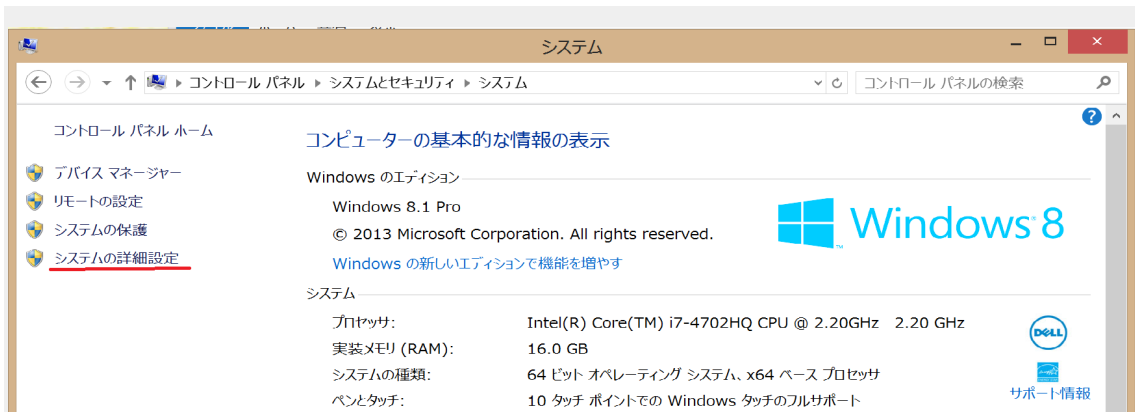 システム
コントロール パネル ▸ システムとセキュリティ ▸ システム
コントロール パネルの検索
コントロール パネル ホーム
デバイス マネージャー
リモートの設定
システムの保護
システムの詳細設定
コンピューターの基本的な情報の表示
Windows のエディション
Windows 8.1 Pro
© 2013 Microsoft Corporation. All rights reserved.
Windows の新しいエディションで機能を増やす
Windows 8
システム
プロセッサ: Intel(R) Core(TM) i7-4702HQ CPU @ 2.20GHz 2.20 GHz
実装メモリ (RAM): 16.0 GB
システムの種類: 64 ビット オペレーティング システム、x64 ベース プロセッサ
ペンとタッチ: 10 タッチ ポイントでの Windows タッチのフルサポート
DELL
サポート情報